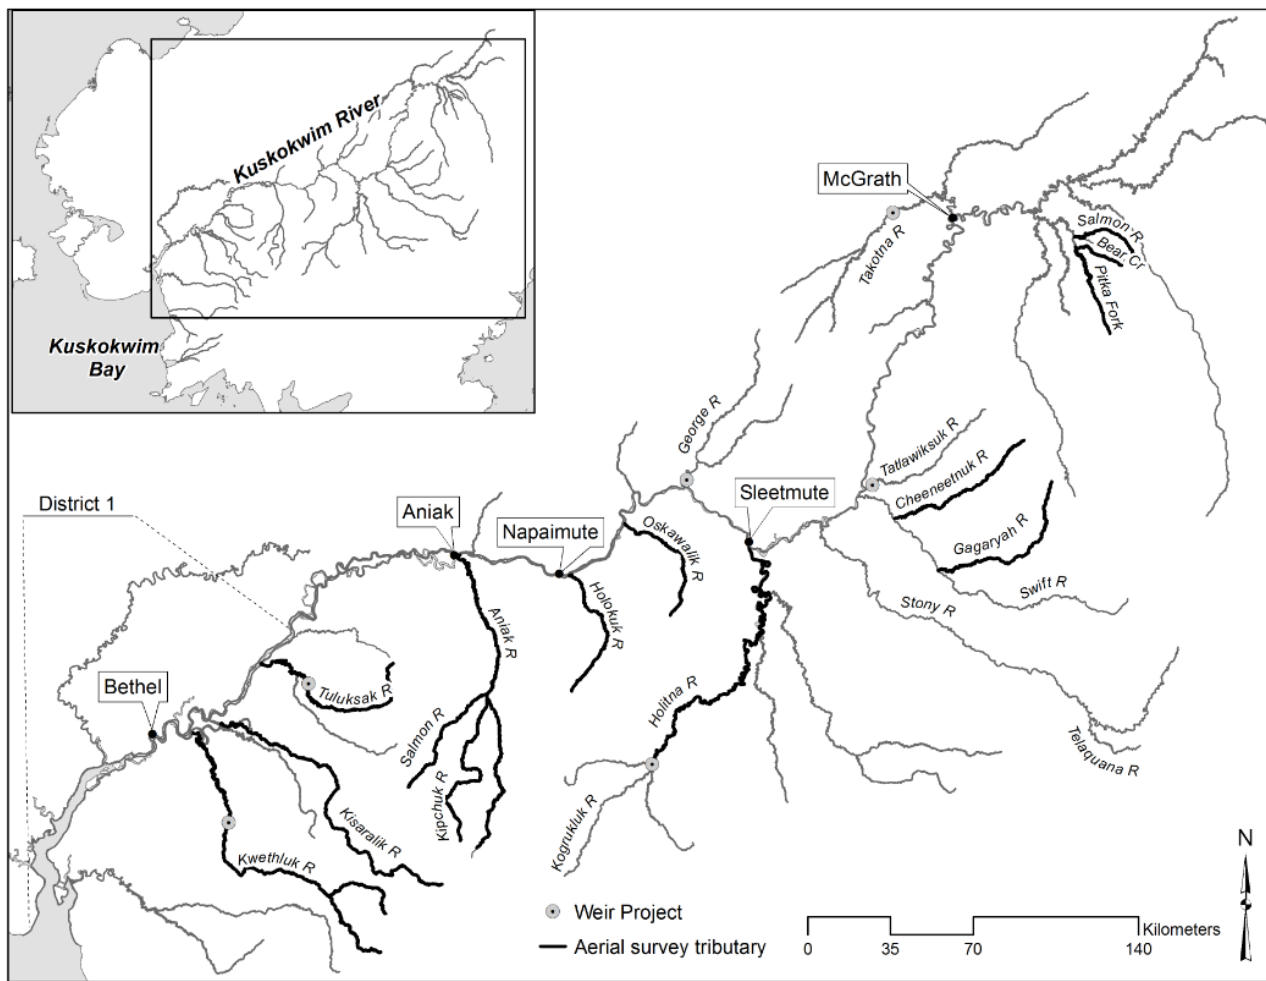 Kuskokwim River
Kuskokwim
Bay
McGrath
Takotna R
Salmon R
Bear Cr
Pitka Fork
George R
Tatlawiksuk R
Cheeneetnuk R
Gagaryah R
Swift R
Stony R
Telaquana R
Sleetmute
District 1
Aniak
Napaimute
Oskawalik R
Holokuk R
Aniak R
Bethel
Tuluksak R
Salmon R
Kipchuk R
Holitna R
Kogrukluk R
Kisaralik R
Kwethluk R
Weir Project
Aerial survey tributary
N
Kilometers
0 35 70 140